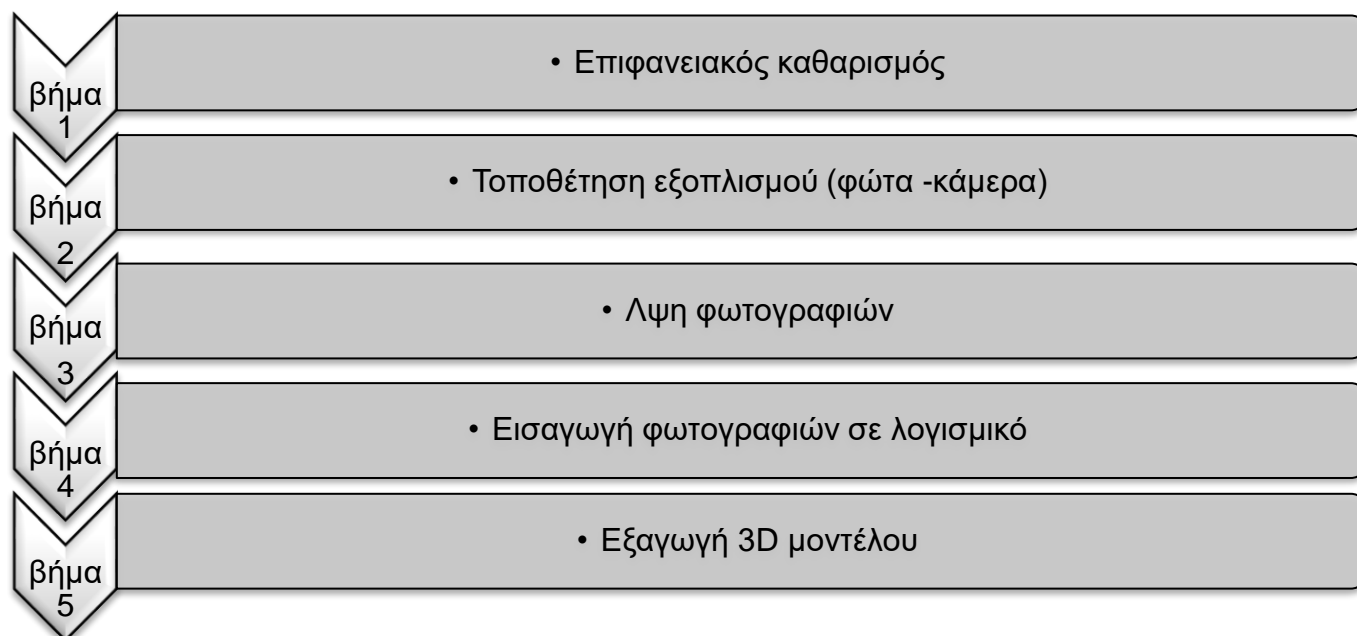 βήμα
1
• Επιφανειακός καθαρισμός
βήμα
2
• Τοποθέτηση εξοπλισμού (φώτα -κάμερα)
βήμα
3
• Λψη φωτογραφιών
βήμα
4
• Εισαγωγή φωτογραφιών σε λογισμικό
βήμα
5
• Εξαγωγή 3D μοντέλου